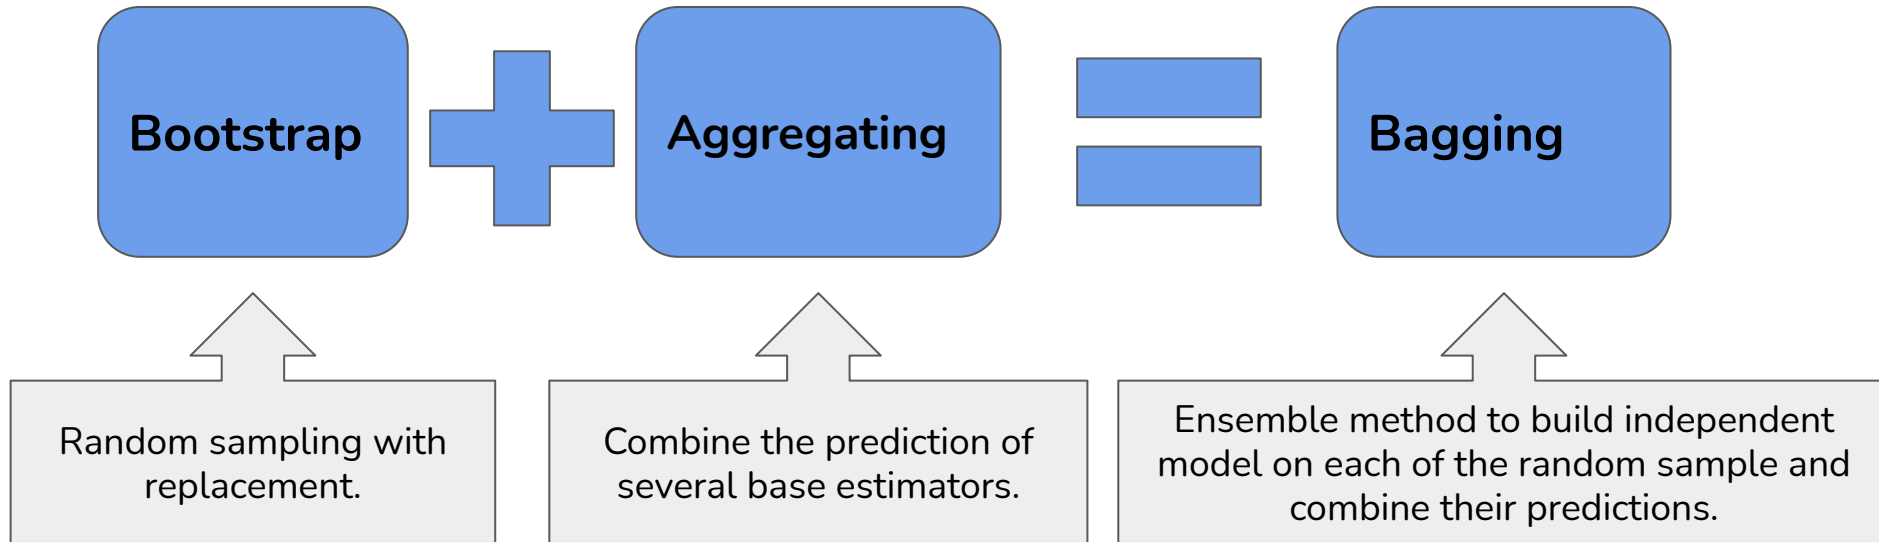 Bootstrap
Aggregating
Bagging
Random sampling with
replacement.
Combine the prediction of
several base estimators.
Ensemble method to build independent
model on each of the random sample and
combine their predictions.